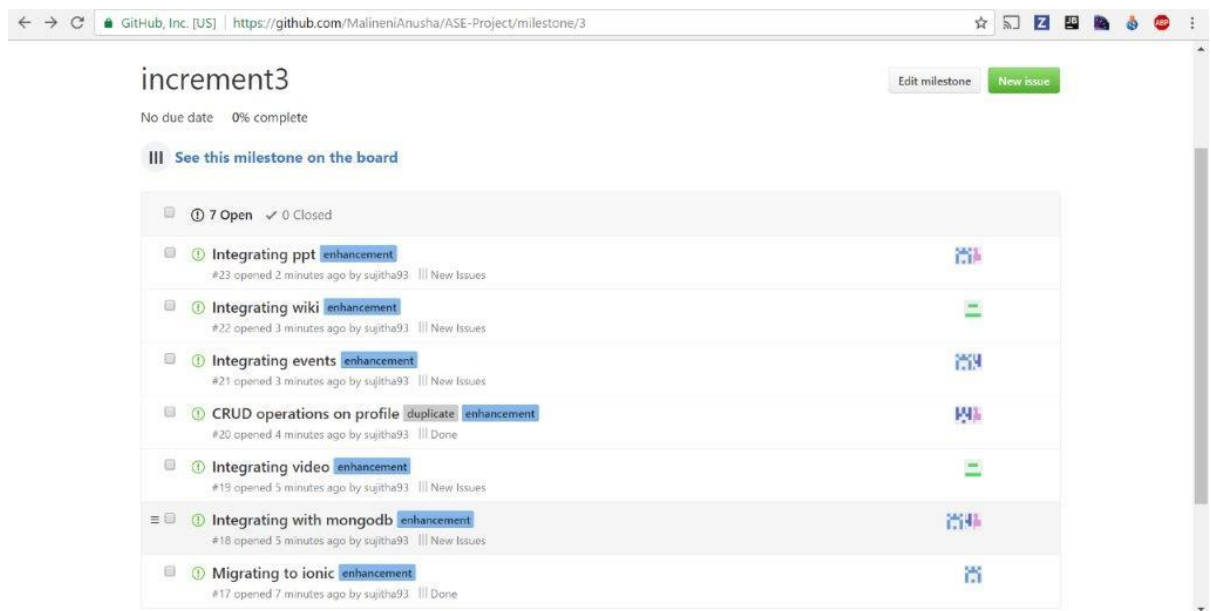 GitHub, Inc. [US] https://github.com/MalineniAnusha/ASE-Project/milestone/3
Z JB ABP
increment3
Edit milestone New issue
No due date 0% complete
See this milestone on the board
7 Open 0 Closed
Integrating ppt enhancement
#23 opened 2 minutes ago by sujitha93 New Issues
Integrating wiki enhancement
#22 opened 3 minutes ago by sujitha93 New Issues
Integrating events enhancement
#21 opened 3 minutes ago by sujitha93 New Issues
CRUD operations on profile duplicate enhancement
#20 opened 4 minutes ago by sujitha93 Done
Integrating video enhancement
#19 opened 5 minutes ago by sujitha93 New Issues
Integrating with mongodb enhancement
#18 opened 5 minutes ago by sujitha93 New Issues
Migrating to ionic enhancement
#17 opened 7 minutes ago by sujitha93 Done